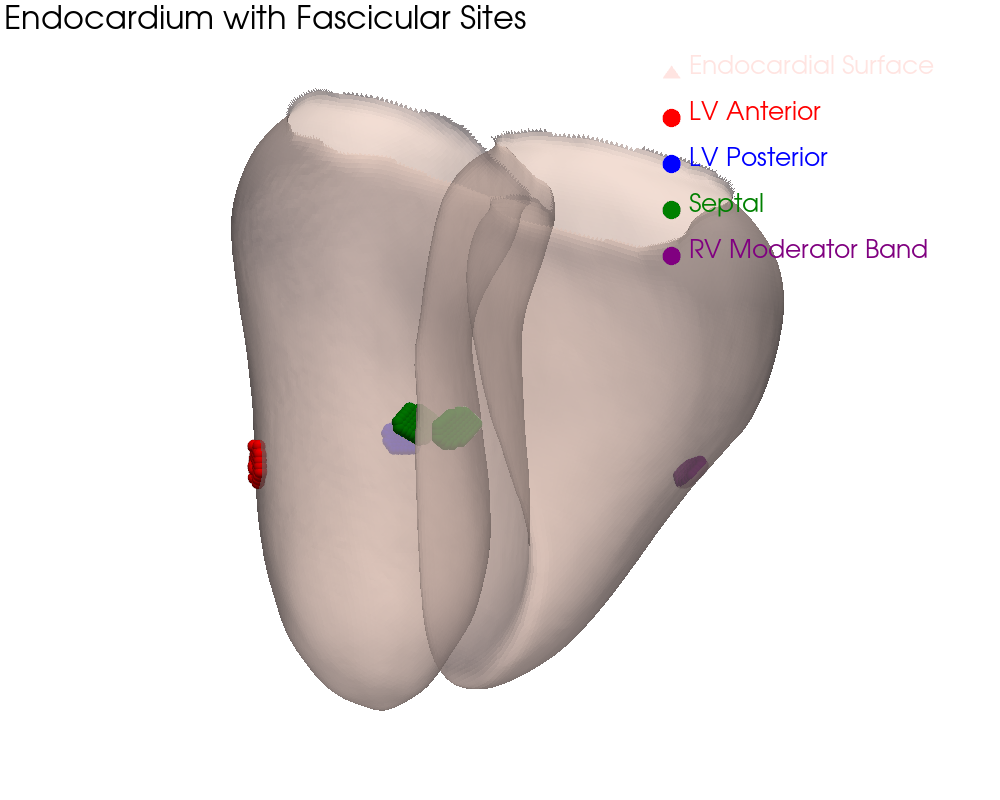 Endocardium with Fascicular Sites
Endocardial Surface
LV Anterior
LV Posterior
Septal
RV Moderator Band